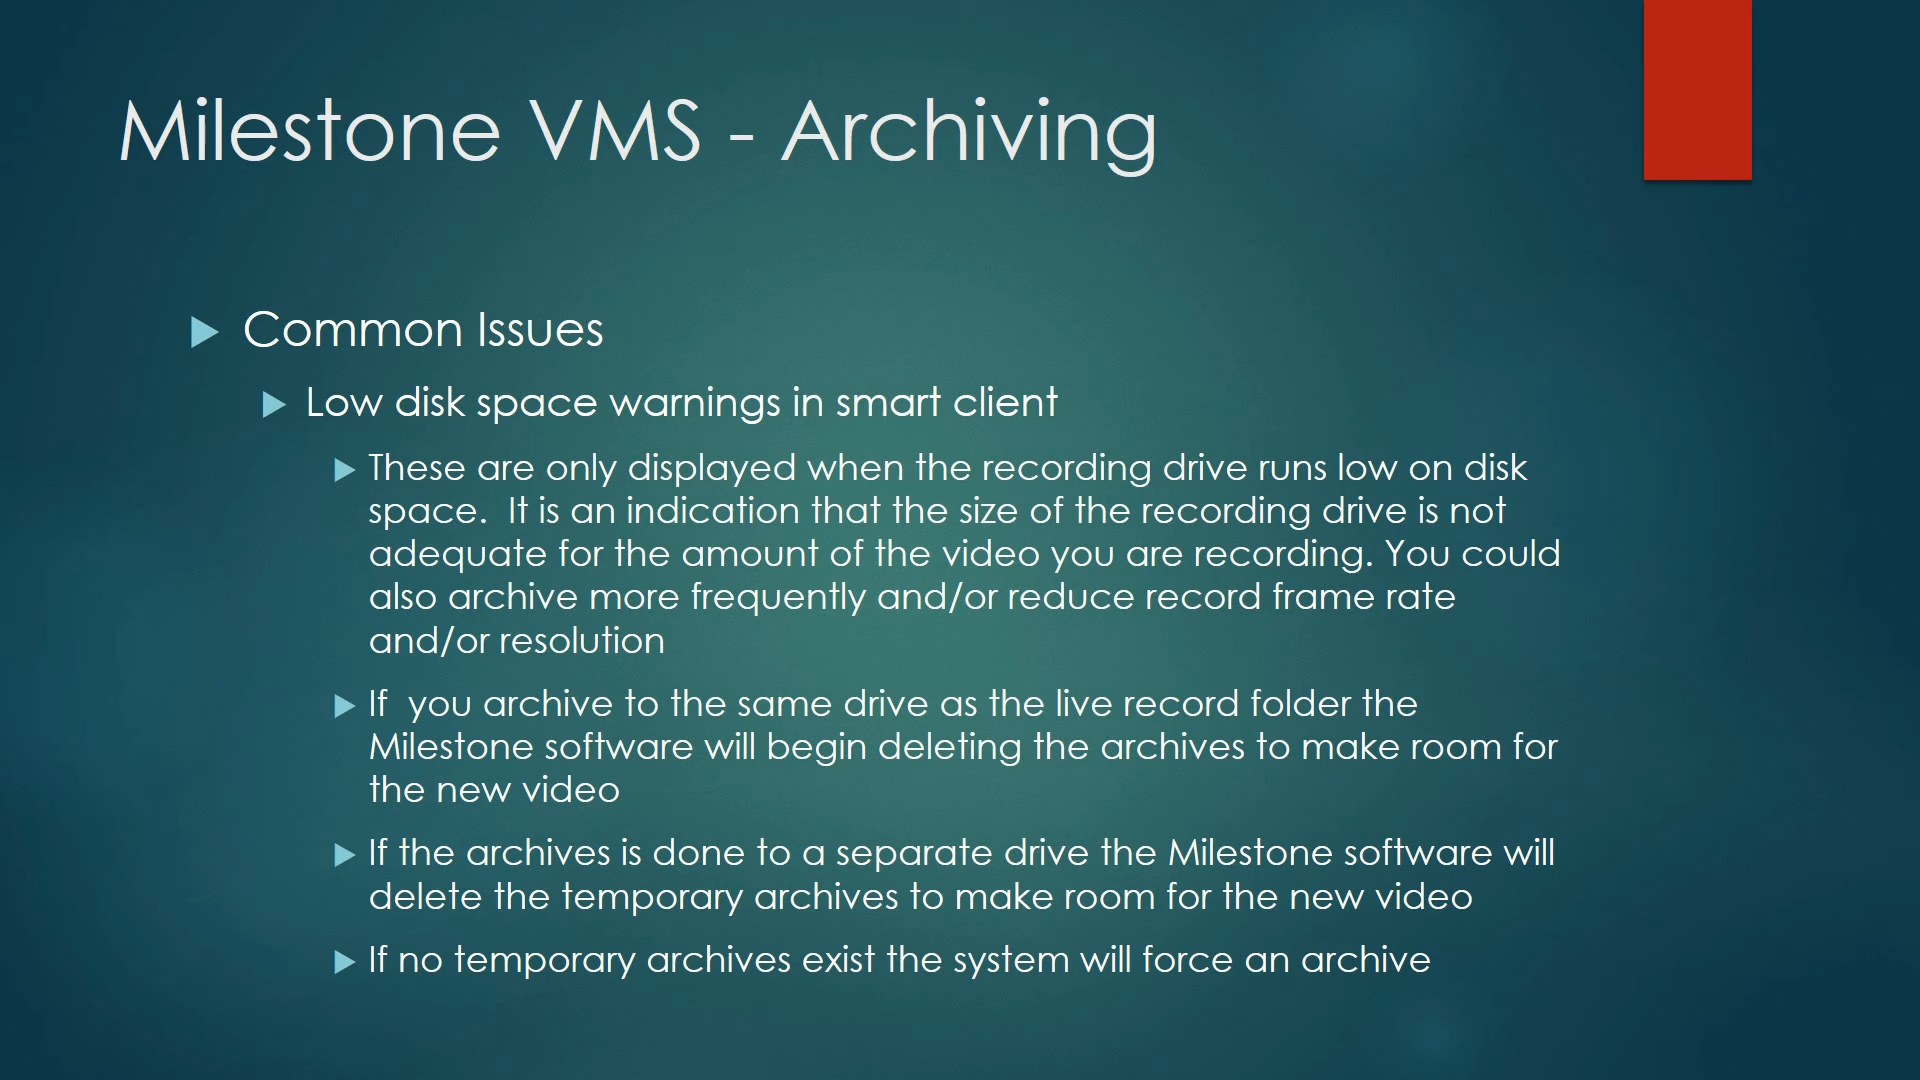 Milestone VMS - Archiving
Common Issues
Low disk space warnings in smart client
These are only displayed when the recording drive runs low on disk
space.  It is an indication that the size of the recording drive is not
adequate for the amount of the video you are recording. You could
also archive more frequently and/or reduce record frame rate
and/or resolution
If  you archive to the same drive as the live record folder the
Milestone software will begin deleting the archives to make room for
the new video
If the archives is done to a separate drive the Milestone software will
delete the temporary archives to make room for the new video
If no temporary archives exist the system will force an archive